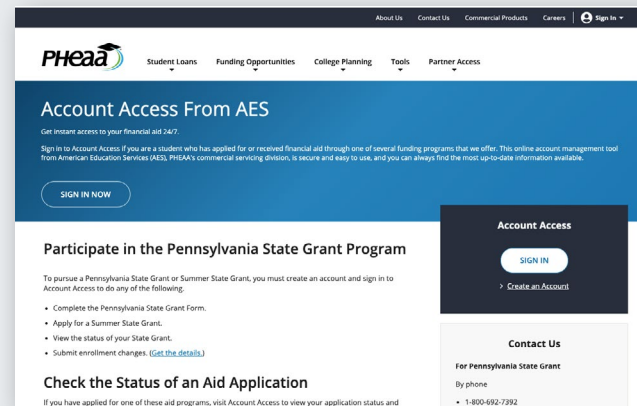 About Us Contact Us Commercial Products Careers Sign In
PHEAA
Student Loans Funding Opportunities College Planning Tools Partner Access
Account Access From AES
Get instant access to your financial aid 24/7.
Sign in to Account Access if you are a student who has applied for or received financial aid through one of several funding programs that we offer. This online account management tool
from American Education Services (AES), PHEAA's commercial servicing division, is secure and easy to use, and you can always find the most up-to-date information available.
SIGN IN NOW
Participate in the Pennsylvania State Grant Program
To pursue a Pennsylvania State Grant or Summer State Grant, you must create an account and sign in to
Account Access to do any of the following.
• Complete the Pennsylvania State Grant Form.
• Apply for a Summer State Grant.
• View the status of your State Grant.
• Submit enrollment changes. (Get the details.)
Check the Status of an Aid Application
If you have applied for one of these aid programs, visit Account Access to view your application status and
Account Access
SIGN IN
> Create an Account
Contact Us
For Pennsylvania State Grant
By phone
• 1-800-692-7392